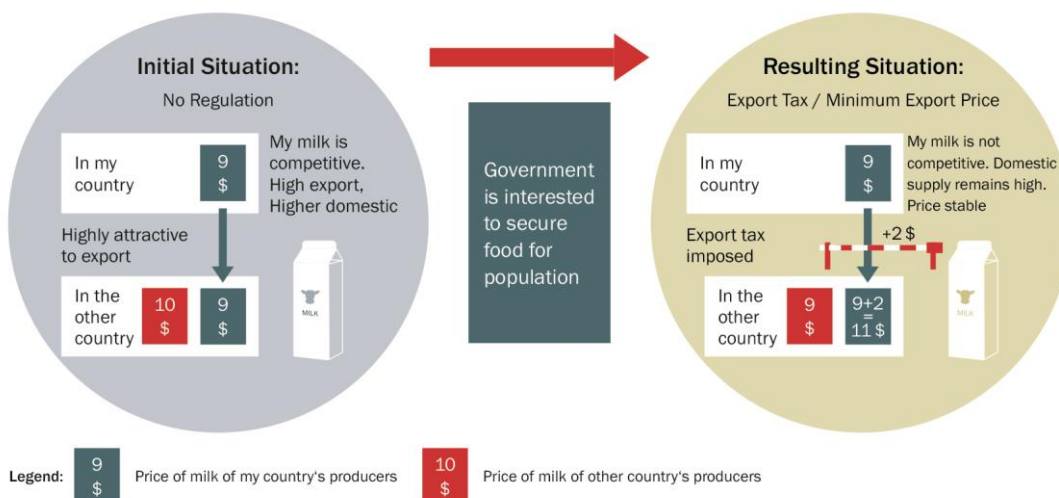 Initial Situation:
No Regulation
In my
country
9
$
My milk is
competitive.
High export,
Higher domestic
Highly attractive
to export
In the
other
country
10
$
9
$
MILK
Government
is interested
to secure
food for
population
Resulting Situation:
Export Tax / Minimum Export Price
In my
country
9
$
My milk is not
competitive. Domestic
supply remains high.
Price stable
Export tax
imposed
+2 $
In the
other
country
9
$
9+2
=
11 $
MILK
Legend:
9
$
Price of milk of my country's producers
10
$
Price of milk of other country's producers